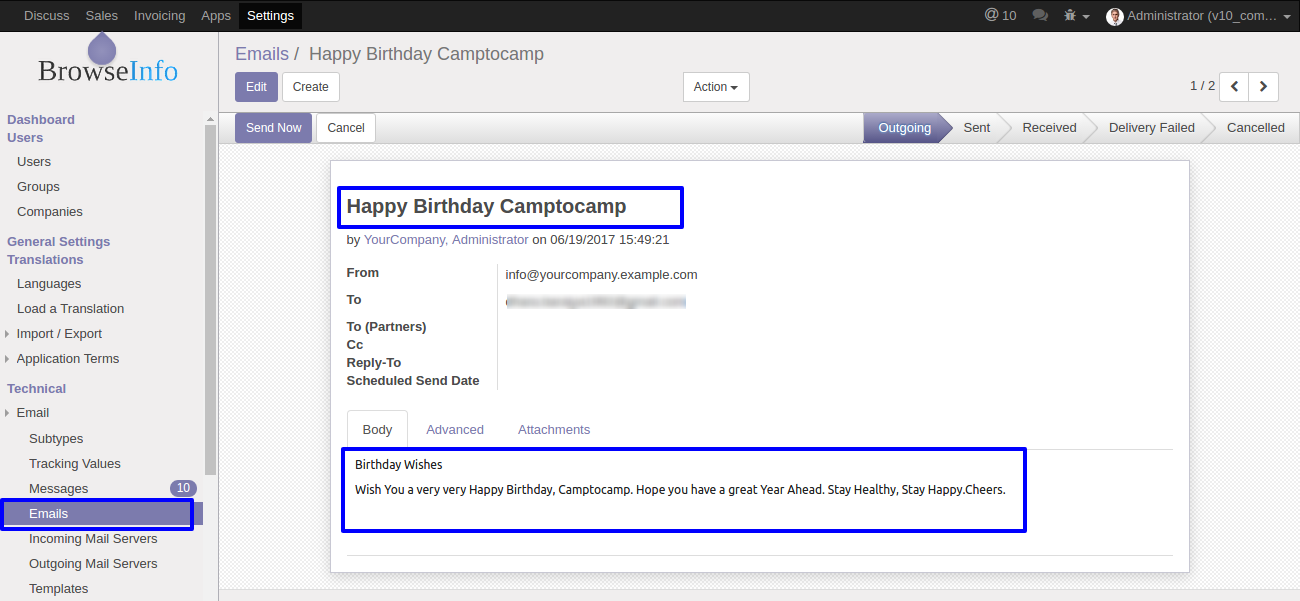 Discuss Sales Invoicing Apps Settings @ 10 Administrator (v10_com...
BrowseInfo
Emails / Happy Birthday Camptocamp
Edit Create Action 1 / 2
Send Now Cancel Outgoing Sent Received Delivery Failed Cancelled
Dashboard
Users
Users
Groups
Companies
General Settings
Translations
Languages
Load a Translation
Import / Export
Application Terms
Technical
Email
Subtypes
Tracking Values
Messages 10
Emails
Incoming Mail Servers
Outgoing Mail Servers
Templates
Happy Birthday Camptocamp
by YourCompany, Administrator on 06/19/2017 15:49:21
From info@yourcompany.example.com
To
To (Partners)
Cc
Reply-To
Scheduled Send Date
Body Advanced Attachments
Birthday Wishes
Wish You a very very Happy Birthday, Camptocamp. Hope you have a great Year Ahead. Stay Healthy, Stay Happy.Cheers.